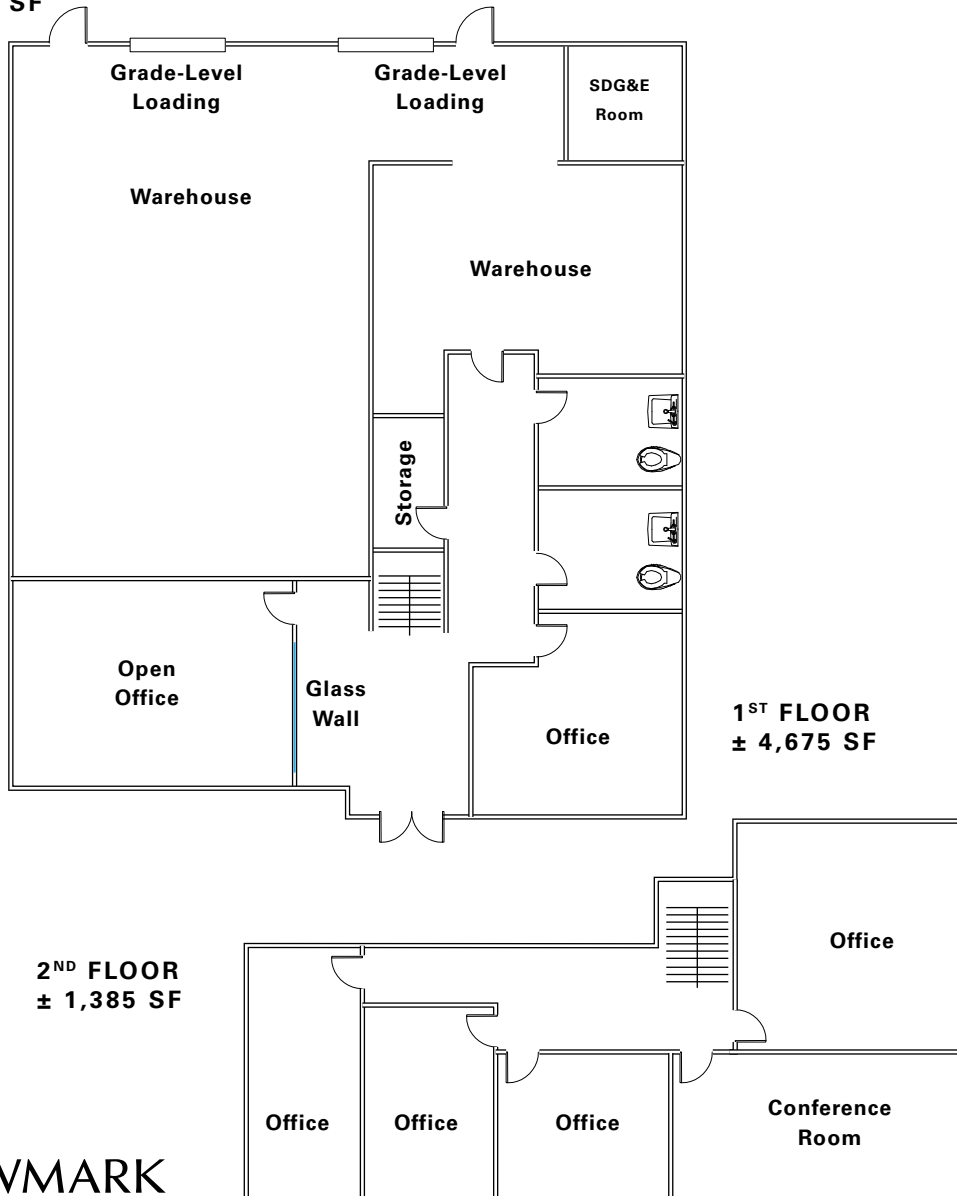 SF
Grade-Level
Loading
Grade-Level
Loading
SDG&E
Room
Warehouse
Warehouse
Storage
Open
Office
Glass
Wall
Office
1ST FLOOR
± 4,675 SF
2ND FLOOR
± 1,385 SF
Office
Office
Office
Office
Conference
Room
WMARK